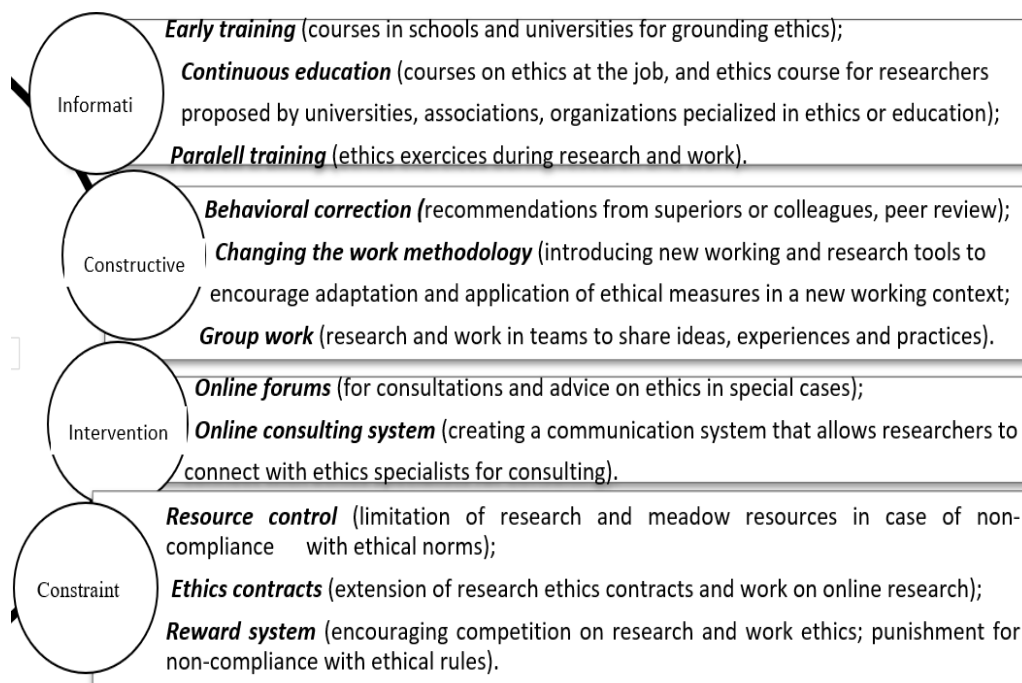 Informati
Early training (courses in schools and universities for grounding ethics);
Continuous education (courses on ethics at the job, and ethics course for researchers
proposed by universities, associations, organizations pecialized in ethics or education);
Paralell training (ethics exercices during research and work).
Constructive
Behavioral correction (recommendations from superiors or colleagues, peer review);
Changing the work methodology (introducing new working and research tools to
encourage adaptation and application of ethical measures in a new working context;
Group work (research and work in teams to share ideas, experiences and practices).
Intervention
Online forums (for consultations and advice on ethics in special cases);
Online consulting system (creating a communication system that allows researchers to
connect with ethics specialists for consulting).
Constraint
Resource control (limitation of research and meadow resources in case of non-
compliance with ethical norms);
Ethics contracts (extension of research ethics contracts and work on online research);
Reward system (encouraging competition on research and work ethics; punishment for
non-compliance with ethical rules).